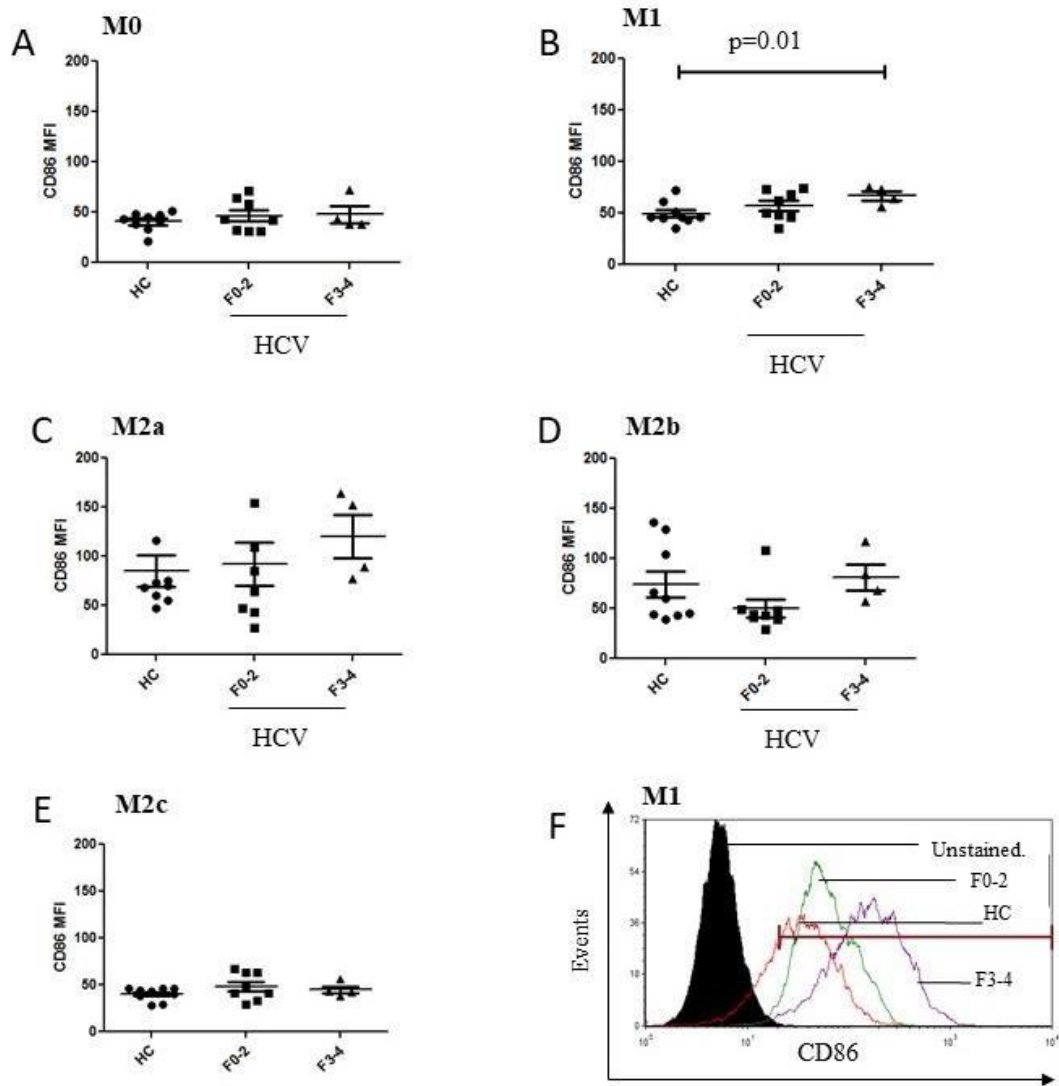 A M0
200
150
100
50
0
CD86 MFI
HC F0-2 F3-4
HCV
B M1
p=0.01
200
150
100
50
0
CD86 MFI
HC F0-2 F3-4
HCV
C M2a
200
150
100
50
0
CD86 MFI
HC F0-2 F3-4
HCV
D M2b
200
150
100
50
0
CD86 MFI
HC F0-2 F3-4
HCV
E M2c
200
150
100
50
0
CD86 MFI
HC F0-2 F3-4
F M1
72
54
36
0
Events
Unstained.
F0-2
HC
F3-4
CD86